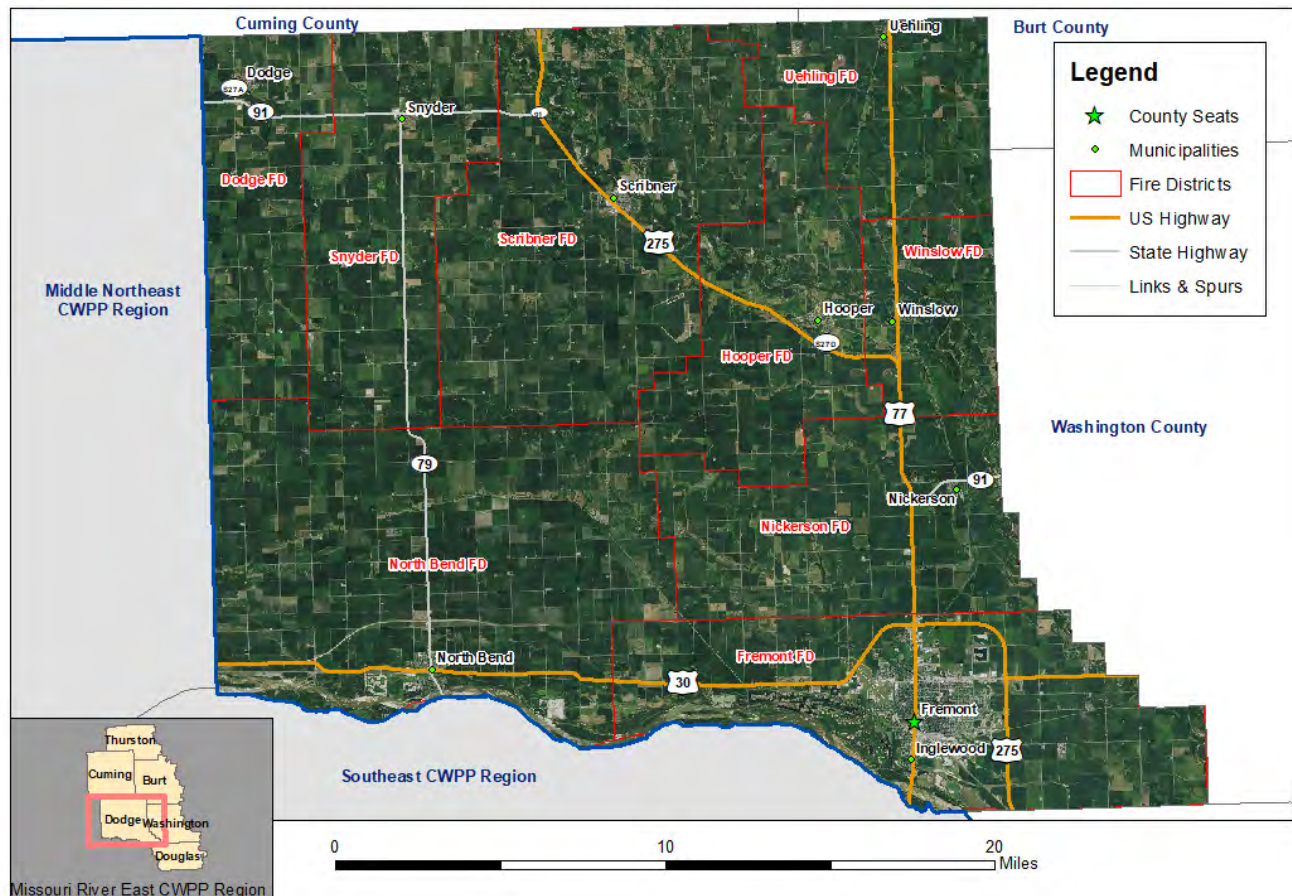 Cuming County
Burt County
Uehling
Legend
County Seats
Municipalities
Fire Districts
US Highway
State Highway
Links & Spurs
Dodge
S27A
91
Snyder
91
Uehling FD
Dodge FD
Scribner
Snyder FD
Scribner FD
275
Winslow FD
Middle Northeast
CWPP Region
Hooper
Winslow
S27D
Hooper FD
77
Washington County
79
91
Nickerson
Nickerson FD
North Bend FD
North Bend
Fremont FD
30
Fremont
Inglewood
275
Southeast CWPP Region
Thurston
Cuming
Burt
Dodge
Washington
Douglas
Missouri River East CWPP Region
0
10
20
Miles